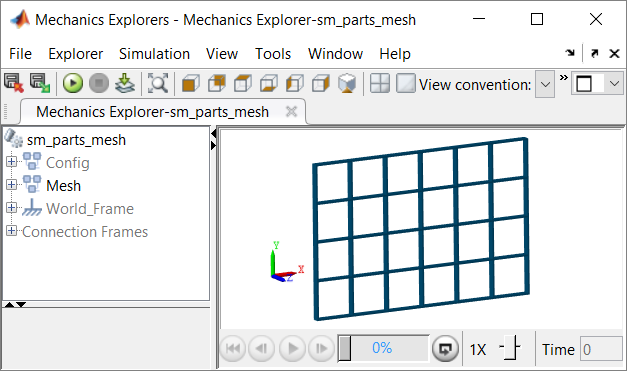 Mechanics Explorers - Mechanics Explorer-sm_parts_mesh
File Explorer Simulation View Tools Window Help
View convention: »
Mechanics Explorer-sm_parts_mesh
sm_parts_mesh
Config
Mesh
World_Frame
Connection Frames
Y
X
Z
0% 1X Time 0